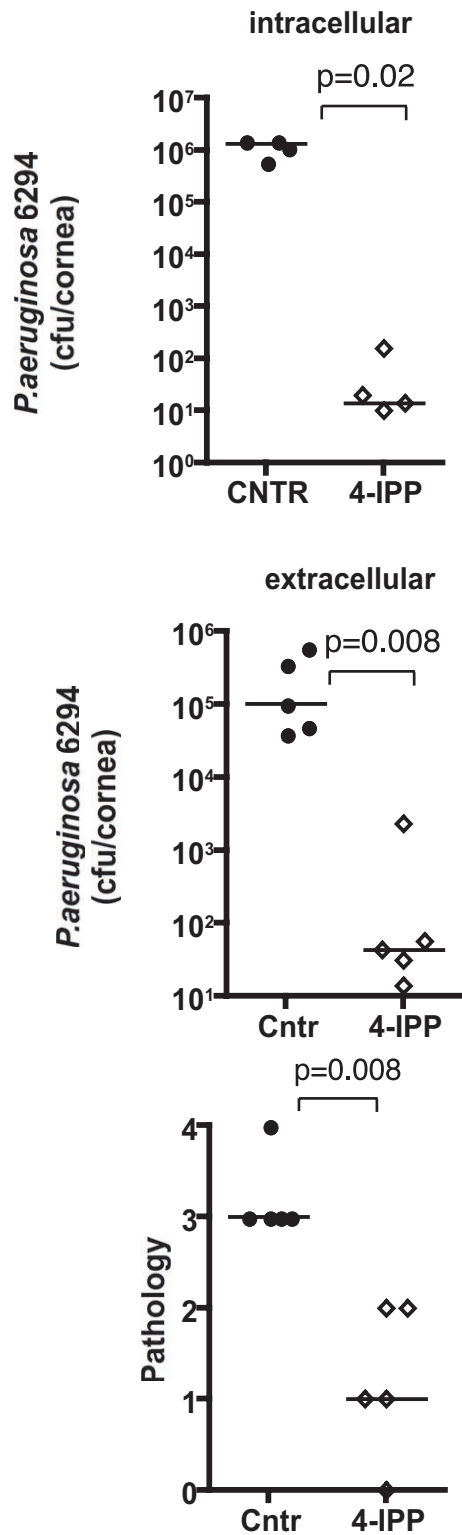 intracellular
p=0.02
P.aeruginosa 6294
(cfu/cornea)
10⁷
10⁶
10⁵
10⁴
10³
10²
10¹
10⁰
CNTR 4-IPP
extracellular
p=0.008
P.aeruginosa 6294
(cfu/cornea)
10⁶
10⁵
10⁴
10³
10²
10¹
Cntr 4-IPP
p=0.008
Pathology
4
3
2
1
0
Cntr 4-IPP